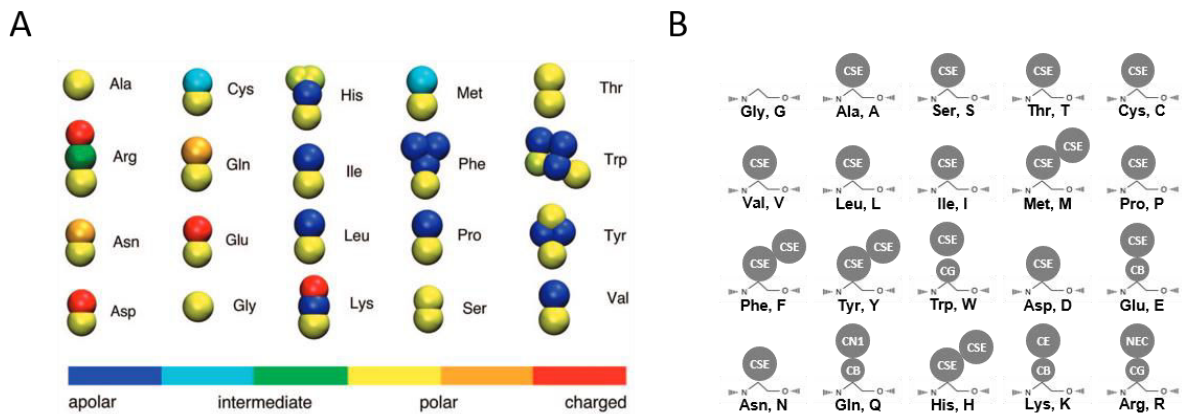 A
Ala Cys His Met Thr
Arg Gln Ile Phe Trp
Asn Glu Leu Pro Tyr
Asp Gly Lys Ser Val
apolar intermediate polar charged
B
CSE CSE CSE CSE
N O N O N O N O N O
Gly, G Ala, A Ser, S Thr, T Cys, C
CSE
CSE CSE CSE CSE CSE
N O N O N O N O N O
Val, V Leu, L Ile, I Met, M Pro, P
CSE CSE CSE CSE
CSE CSE CG CSE CB
N O N O N O N O N O
Phe, F Tyr, Y Trp, W Asp, D Glu, E
CN1 CSE CE NEC
CSE CB CSE CB CG
N O N O N O N O N O
Asn, N Gln, Q His, H Lys, K Arg, R